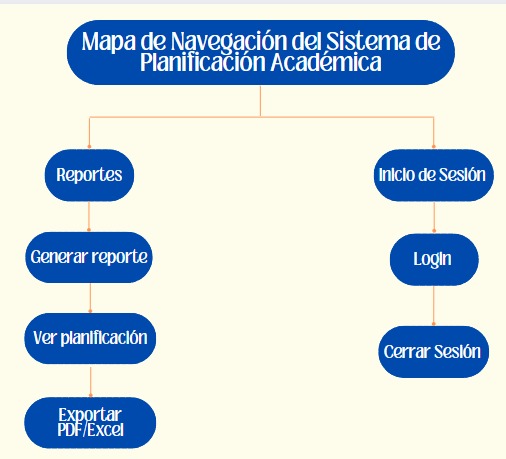 Mapa de Navegación del Sistema de
Planificación Académica
Reportes
Inicio de Sesión
Generar reporte
Login
Ver planificación
Cerrar Sesión
Exportar
PDF/Excel